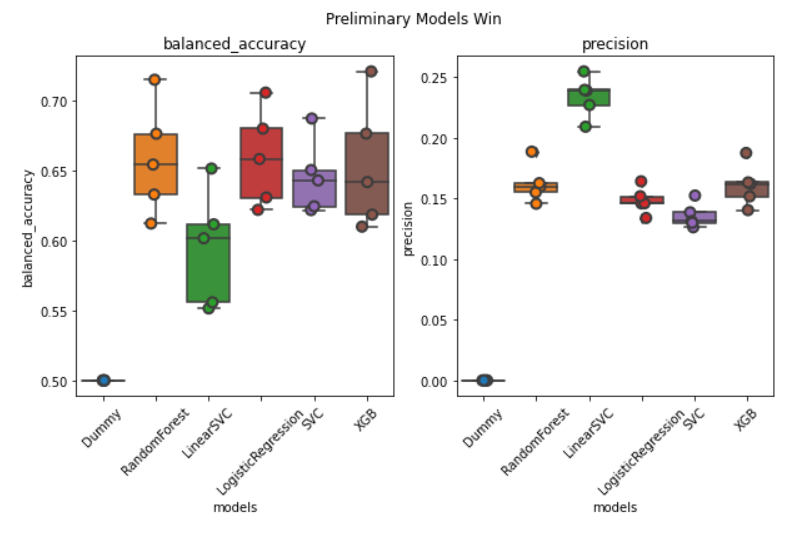 Preliminary Models Win
balanced_accuracy
0.70
0.65
0.60
0.55
0.50
balanced_accuracy
Dummy
RandomForest
LinearSVC
LogisticRegression
SVC
XGB
models
precision
0.25
0.20
0.15
0.10
0.05
0.00
precision
Dummy
RandomForest
LinearSVC
LogisticRegression
SVC
XGB
models